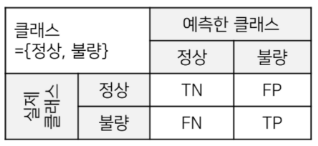 클래스
={정상, 불량}
예측한 클래스
정상 불량
실제
클래스
정상 TN FP
불량 FN TP